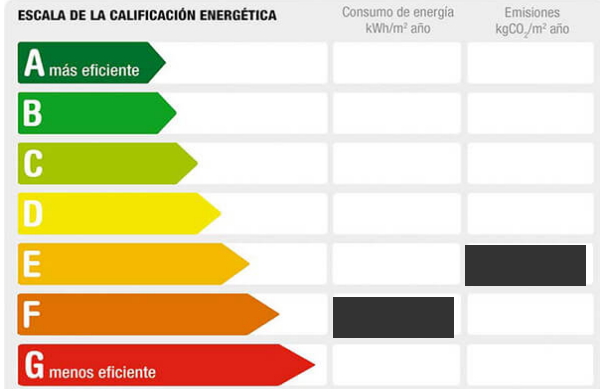 ESCALA DE LA CALIFICACIÓN ENERGÉTICA
Consumo de energía
kWh/m² año
Emisiones
kgCO₂/m² año
A más eficiente
B
C
D
E
F
G menos eficiente